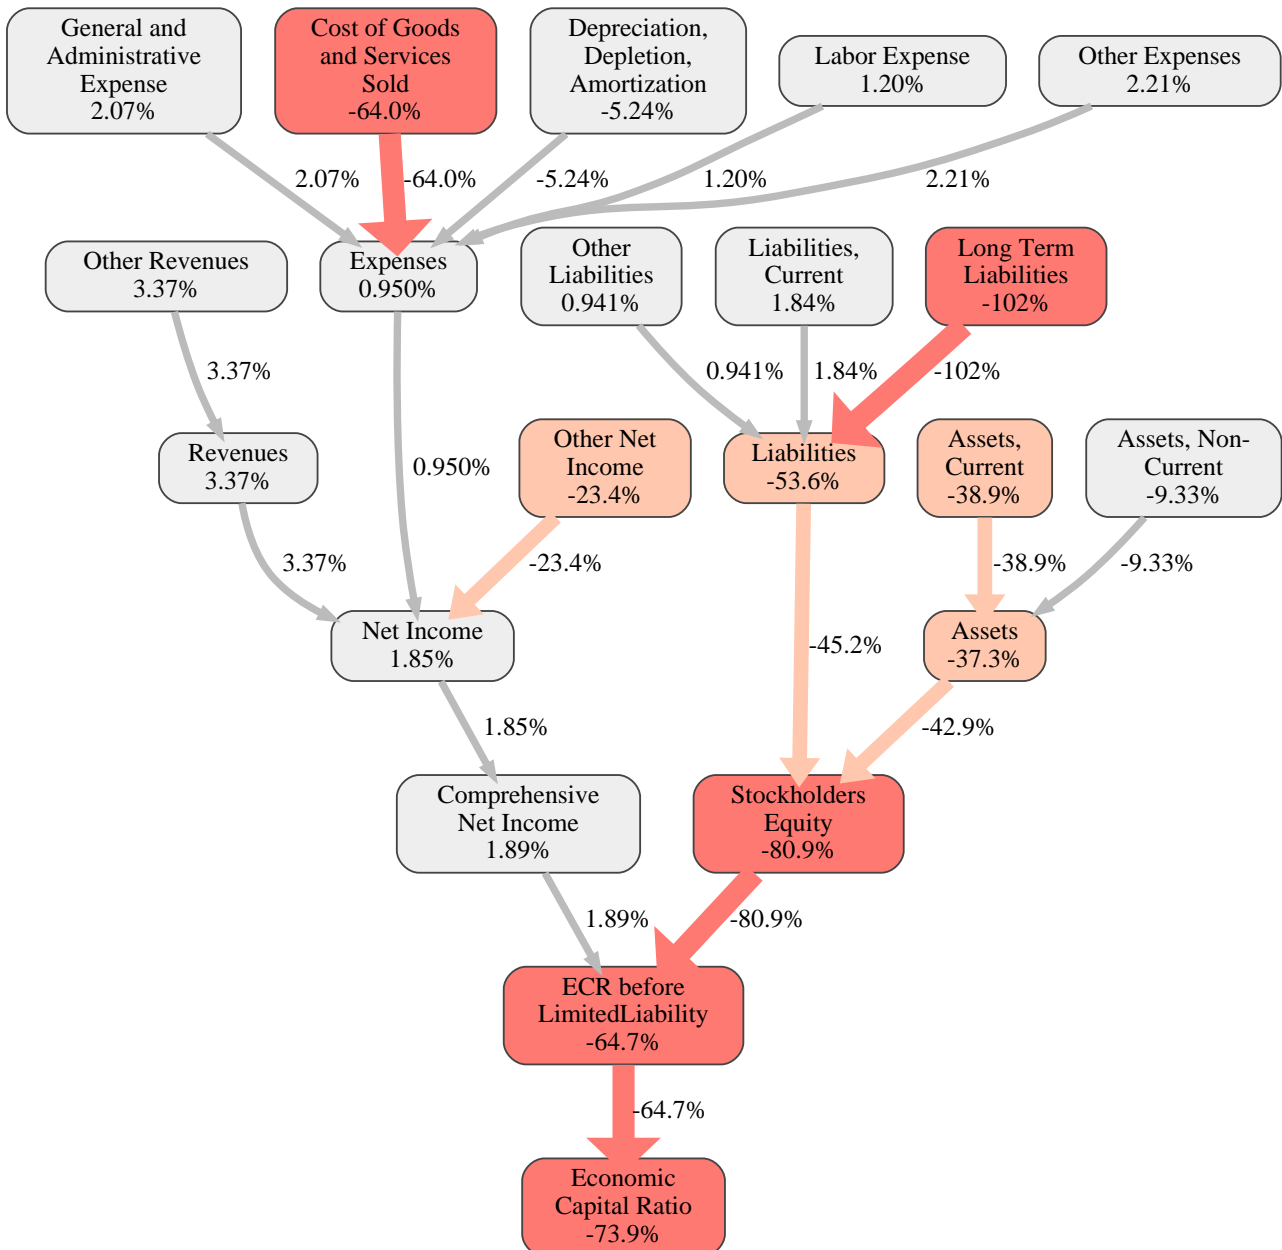 General and
Administrative
Expense
2.07%
Cost of Goods
and Services
Sold
-64.0%
Depreciation,
Depletion,
Amortization
-5.24%
Labor Expense
1.20%
Other Expenses
2.21%
2.07%
-64.0%
-5.24%
1.20%
2.21%
Other Revenues
3.37%
Expenses
0.950%
Other
Liabilities
0.941%
Liabilities,
Current
1.84%
Long Term
Liabilities
-102%
3.37%
0.941%
1.84%
-102%
Revenues
3.37%
0.950%
Other Net
Income
-23.4%
Liabilities
-53.6%
Assets,
Current
-38.9%
Assets, Non-
Current
-9.33%
3.37%
-23.4%
-38.9%
-9.33%
Net Income
1.85%
-45.2%
Assets
-37.3%
1.85%
-42.9%
Comprehensive
Net Income
1.89%
Stockholders
Equity
-80.9%
1.89%
-80.9%
ECR before
LimitedLiability
-64.7%
-64.7%
Economic
Capital Ratio
-73.9%